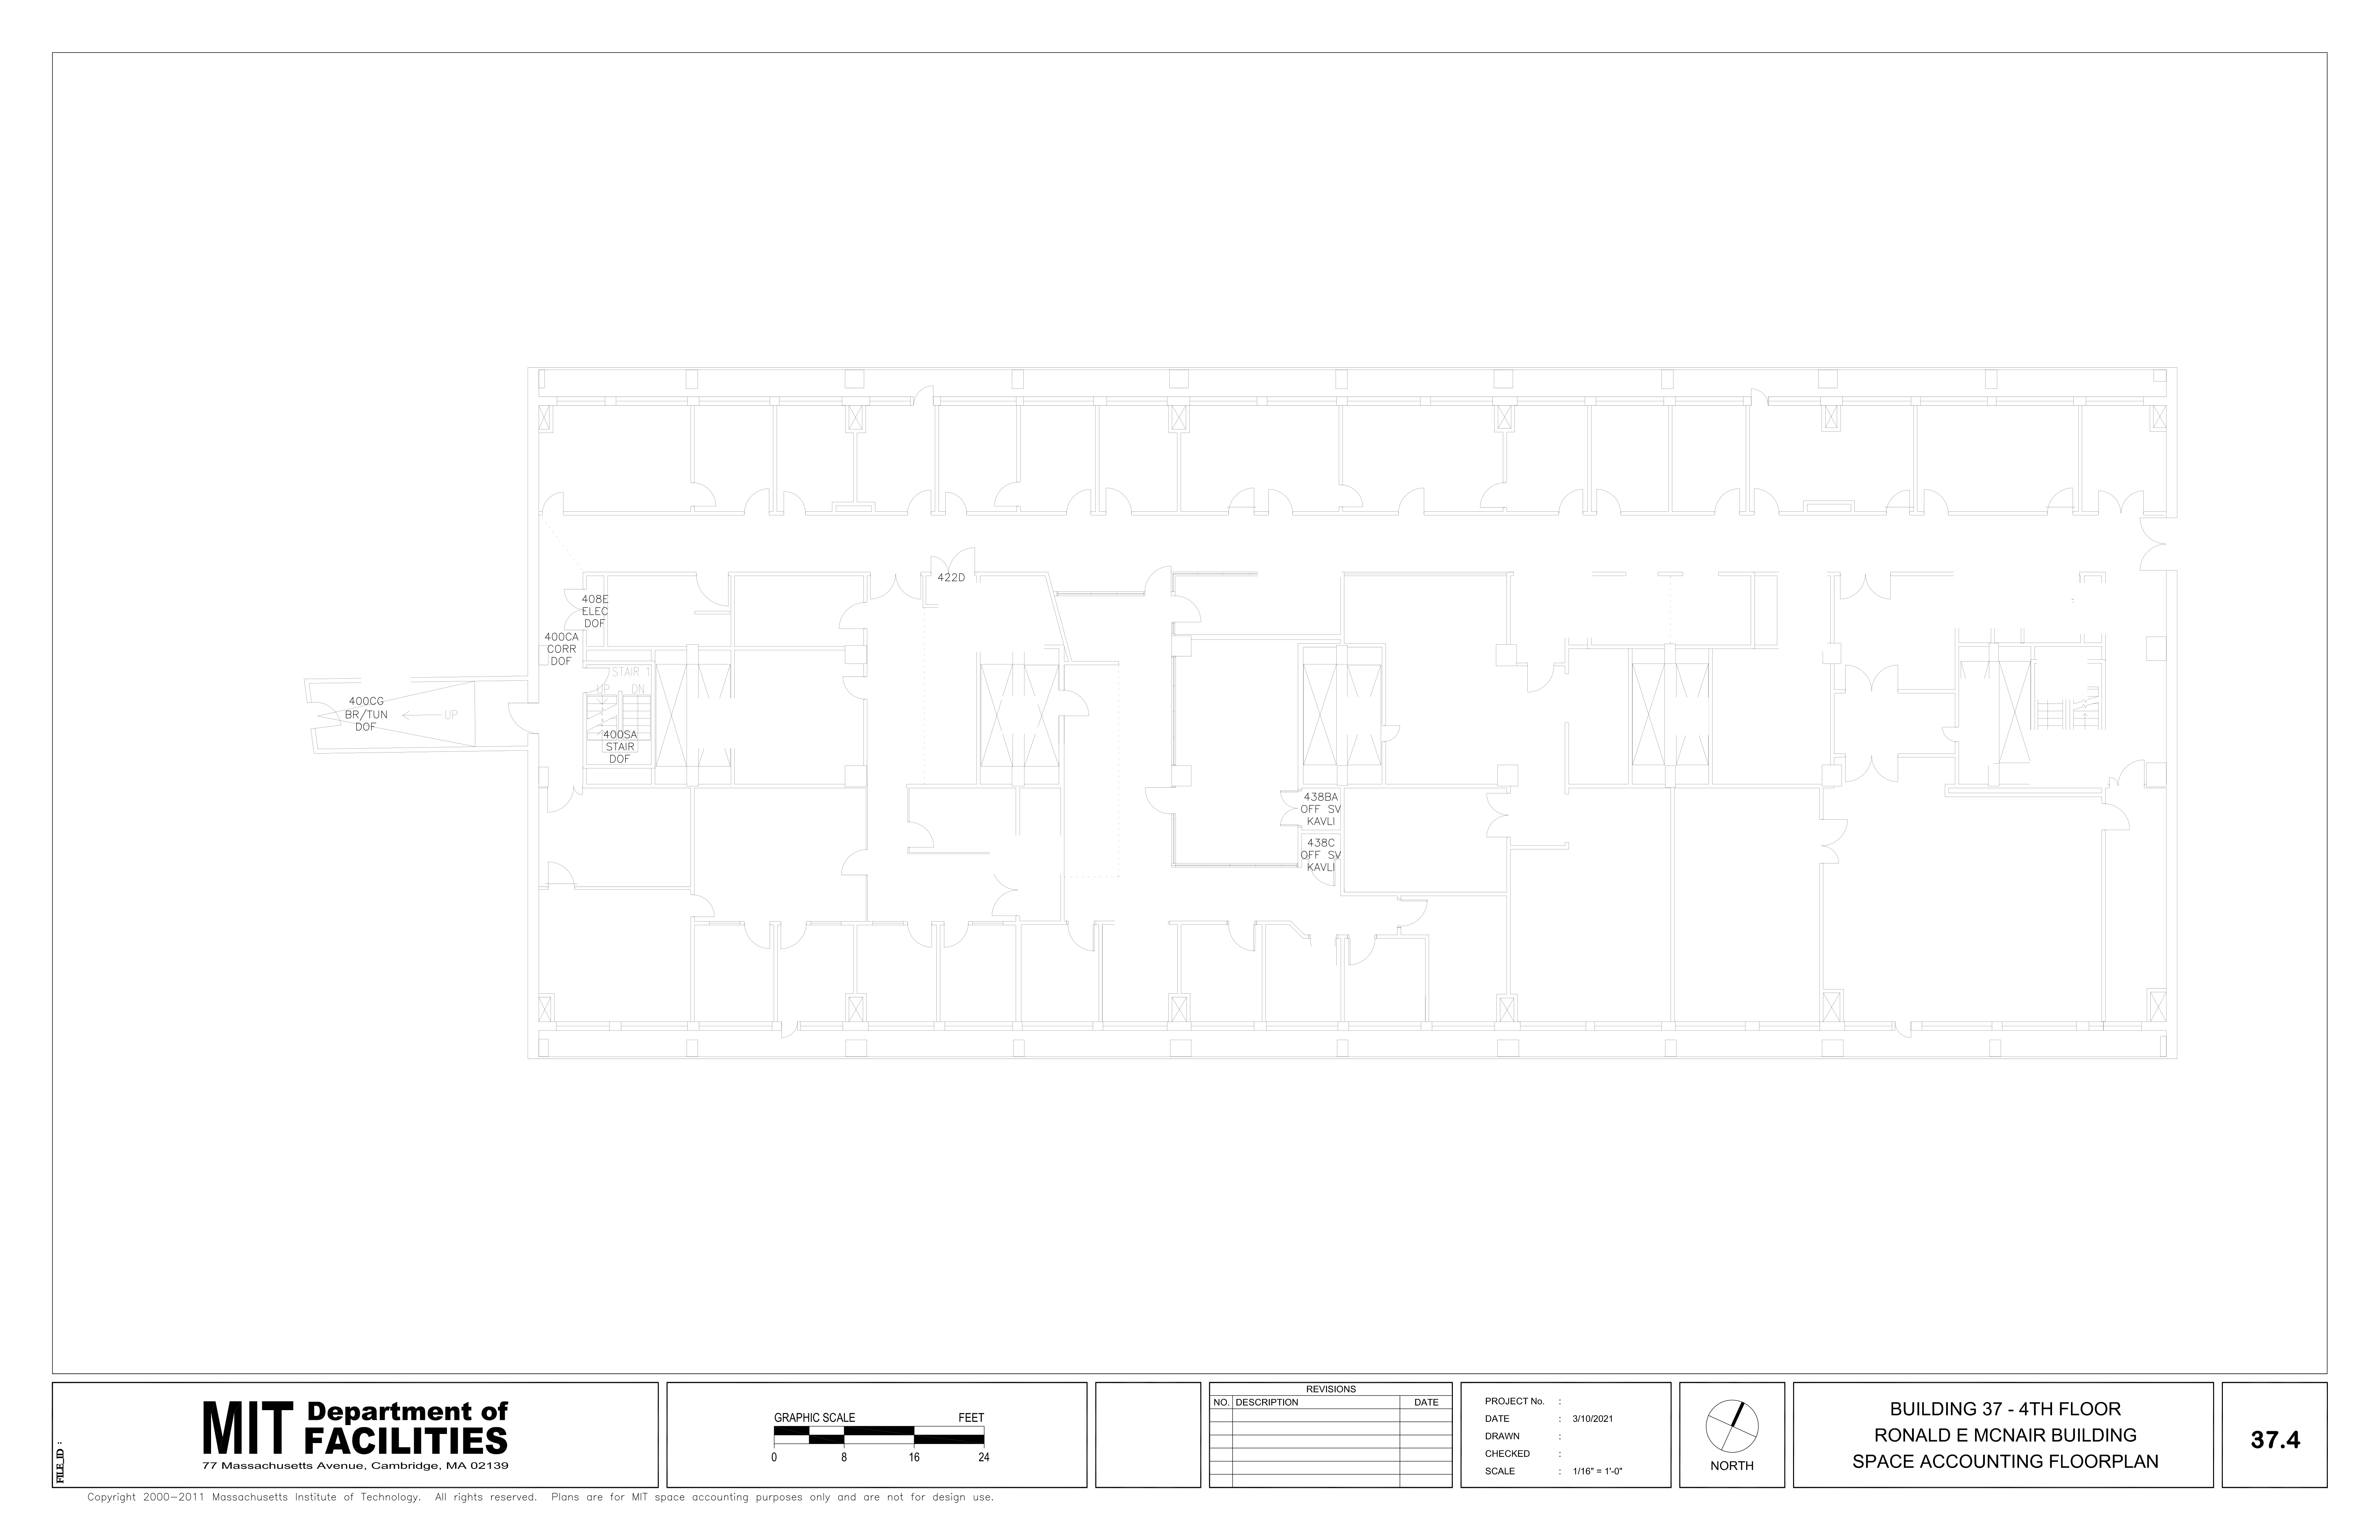 422D
408E
ELEC
DOF
400CA
CORR
DOF
STAIR 1
UP DN
400CG
BR/TUN
DOF
UP
400SA
STAIR
DOF
438BA
OFF SV
KAVLI
438C
OFF SV
KAVLI
FILE_ID :
MIT Department of
FACILITIES
77 Massachusetts Avenue, Cambridge, MA 02139
GRAPHIC SCALE FEET
0 8 16 24
REVISIONS
NO. DESCRIPTION DATE
PROJECT No. :
DATE : 3/10/2021
DRAWN :
CHECKED :
SCALE : 1/16" = 1'-0"
NORTH
BUILDING 37 - 4TH FLOOR
RONALD E MCNAIR BUILDING
SPACE ACCOUNTING FLOORPLAN
37.4
Copyright 2000-2011 Massachusetts Institute of Technology. All rights reserved. Plans are for MIT space accounting purposes only and are not for design use.